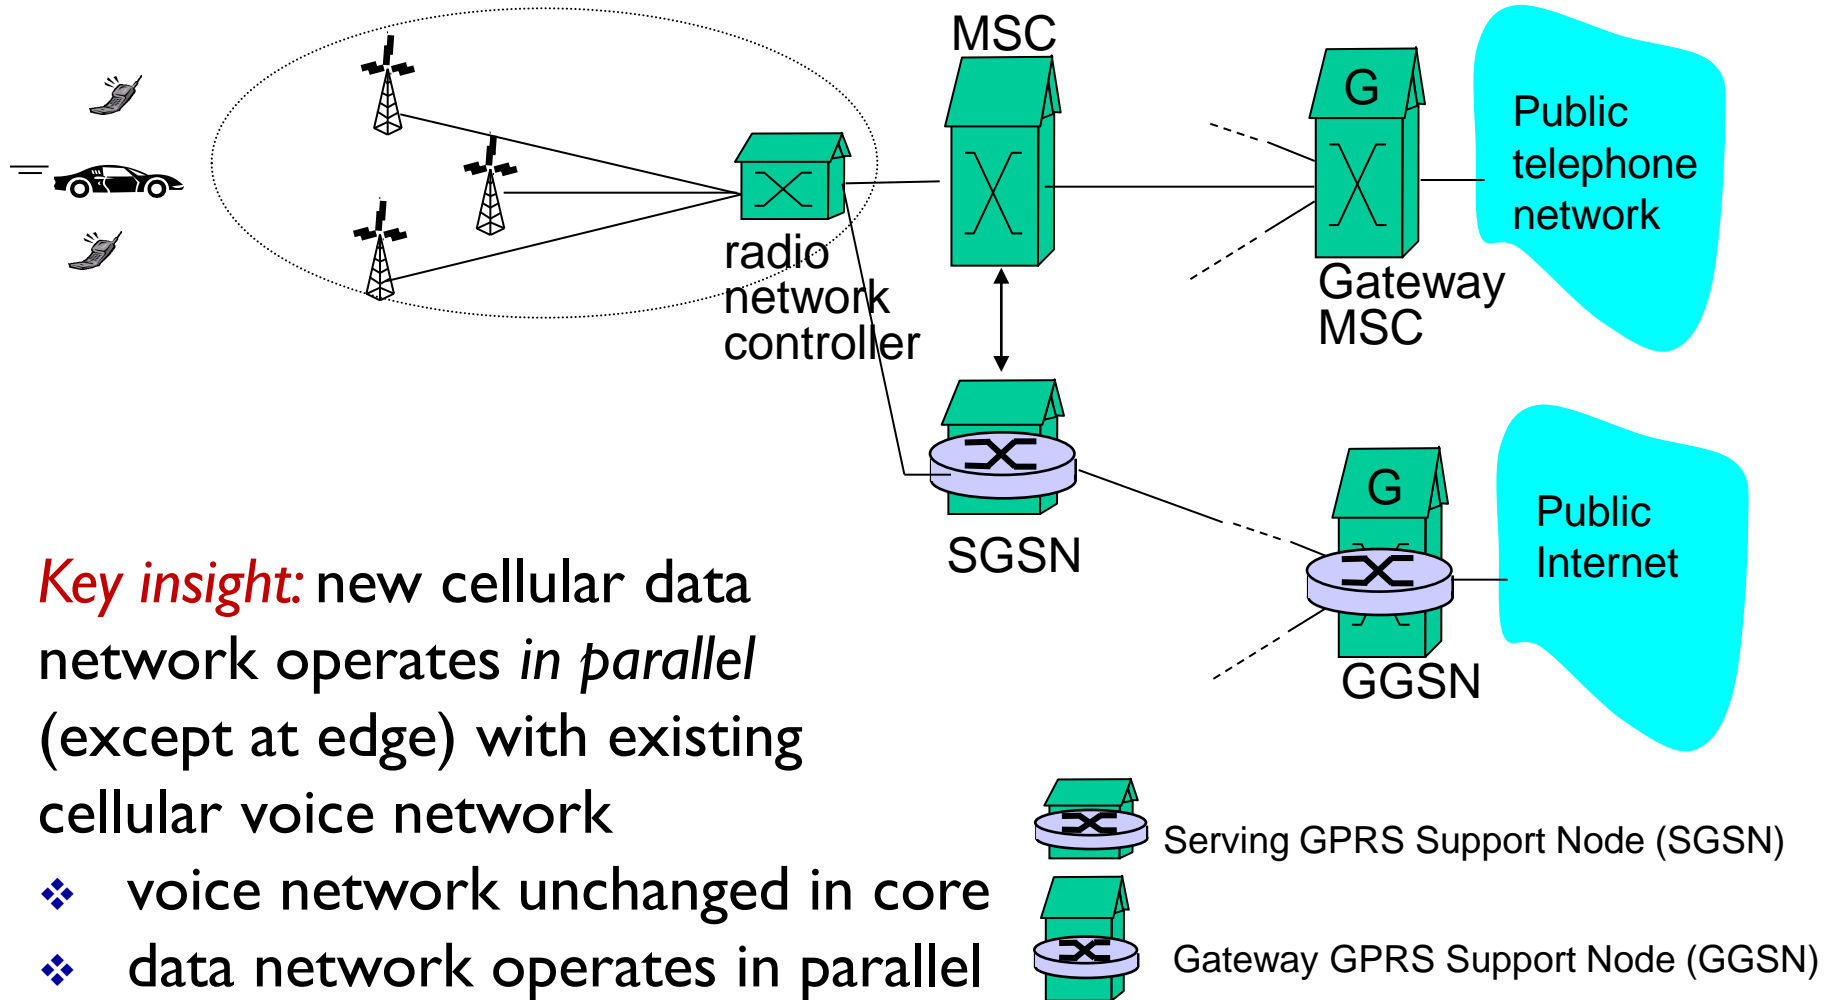 MSC
G
Public
telephone
network
radio
network
controller
Gateway
MSC
SGSN
G
Public
Internet
GGSN
Key insight: new cellular data
network operates in parallel
(except at edge) with existing
cellular voice network
❖ voice network unchanged in core
❖ data network operates in parallel
Serving GPRS Support Node (SGSN)
Gateway GPRS Support Node (GGSN)